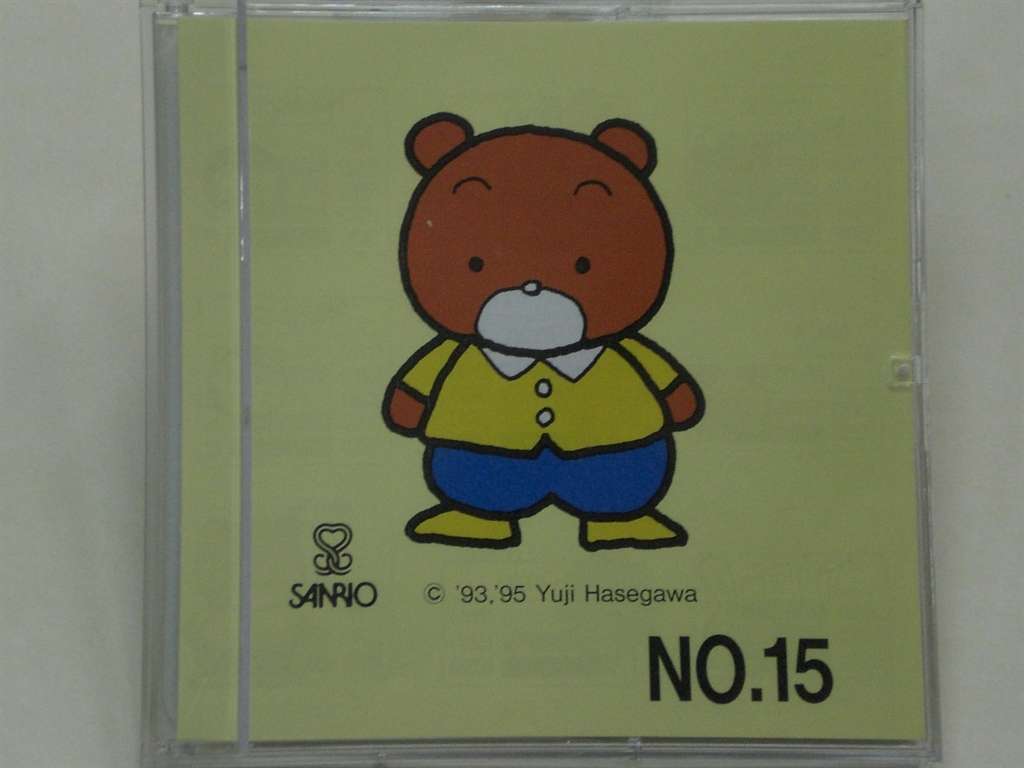 SANRIO
© '93,'95 Yuji Hasegawa
NO.15